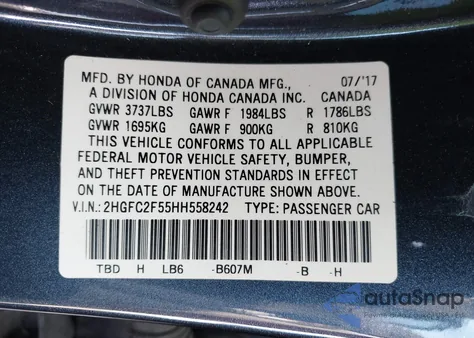 MFD. BY HONDA OF CANADA MFG., 07/'17
A DIVISION OF HONDA CANADA INC. CANADA
GVWR 3737LBS GAWR F 1984LBS R 1786LBS
GVWR 1695KG GAWR F 900KG R 810KG
THIS VEHICLE CONFORMS TO ALL APPLICABLE
FEDERAL MOTOR VEHICLE SAFETY, BUMPER,
AND THEFT PREVENTION STANDARDS IN EFFECT
ON THE DATE OF MANUFACTURE SHOWN ABOVE.
V.I.N.: 2HGFC2F55HH558242 TYPE: PASSENGER CAR
TBD H LB6 -B607M -B -H
autoSnap